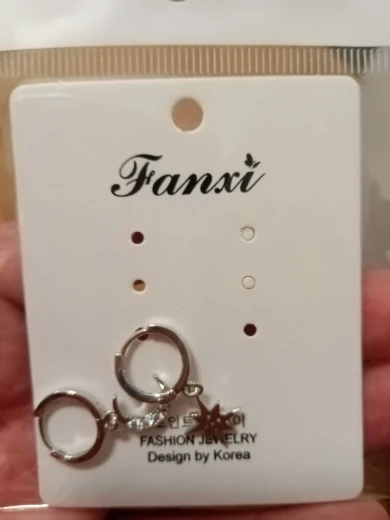 Fanxi
FASHION JEWELRY
Design by Korea